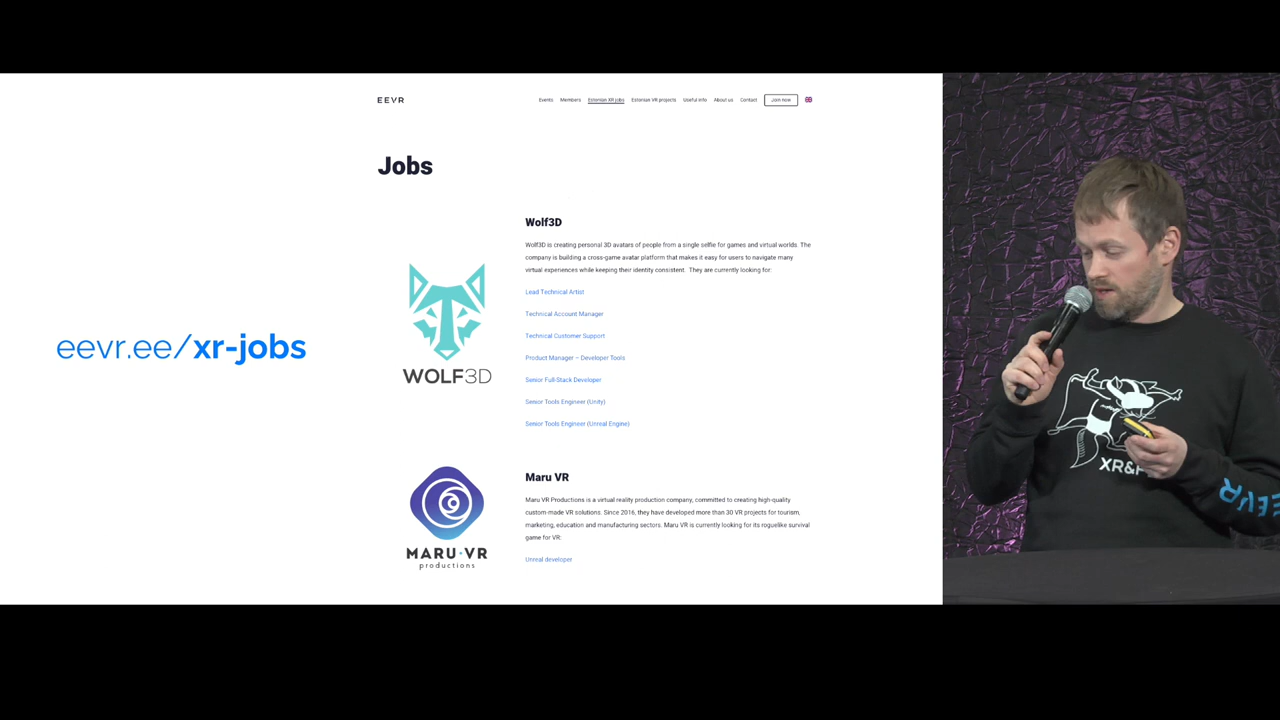 EEVR
Events Members Estonian XR jobs Estonian VR projects Useful info About us Contact Join now
Jobs
eevr.ee/xr-jobs
WOLF3D
Wolf3D
Wolf3D is creating personal 3D avatars of people from a single selfie for games and virtual worlds. The
company is building a cross-game avatar platform that makes it easy for users to navigate many
virtual experiences while keeping their identity consistent. They are currently looking for:
Lead Technical Artist
Technical Account Manager
Technical Customer Support
Product Manager – Developer Tools
Senior Full-Stack Developer
Senior Tools Engineer (Unity)
Senior Tools Engineer (Unreal Engine)
MARU·VR
productions
Maru VR
Maru VR Productions is a virtual reality production company, committed to creating high-quality
custom-made VR solutions. Since 2016, they have developed more than 30 VR projects for tourism,
marketing, education and manufacturing sectors. Maru VR is currently looking for its roguelike survival
game for VR:
Unreal developer
EEVR